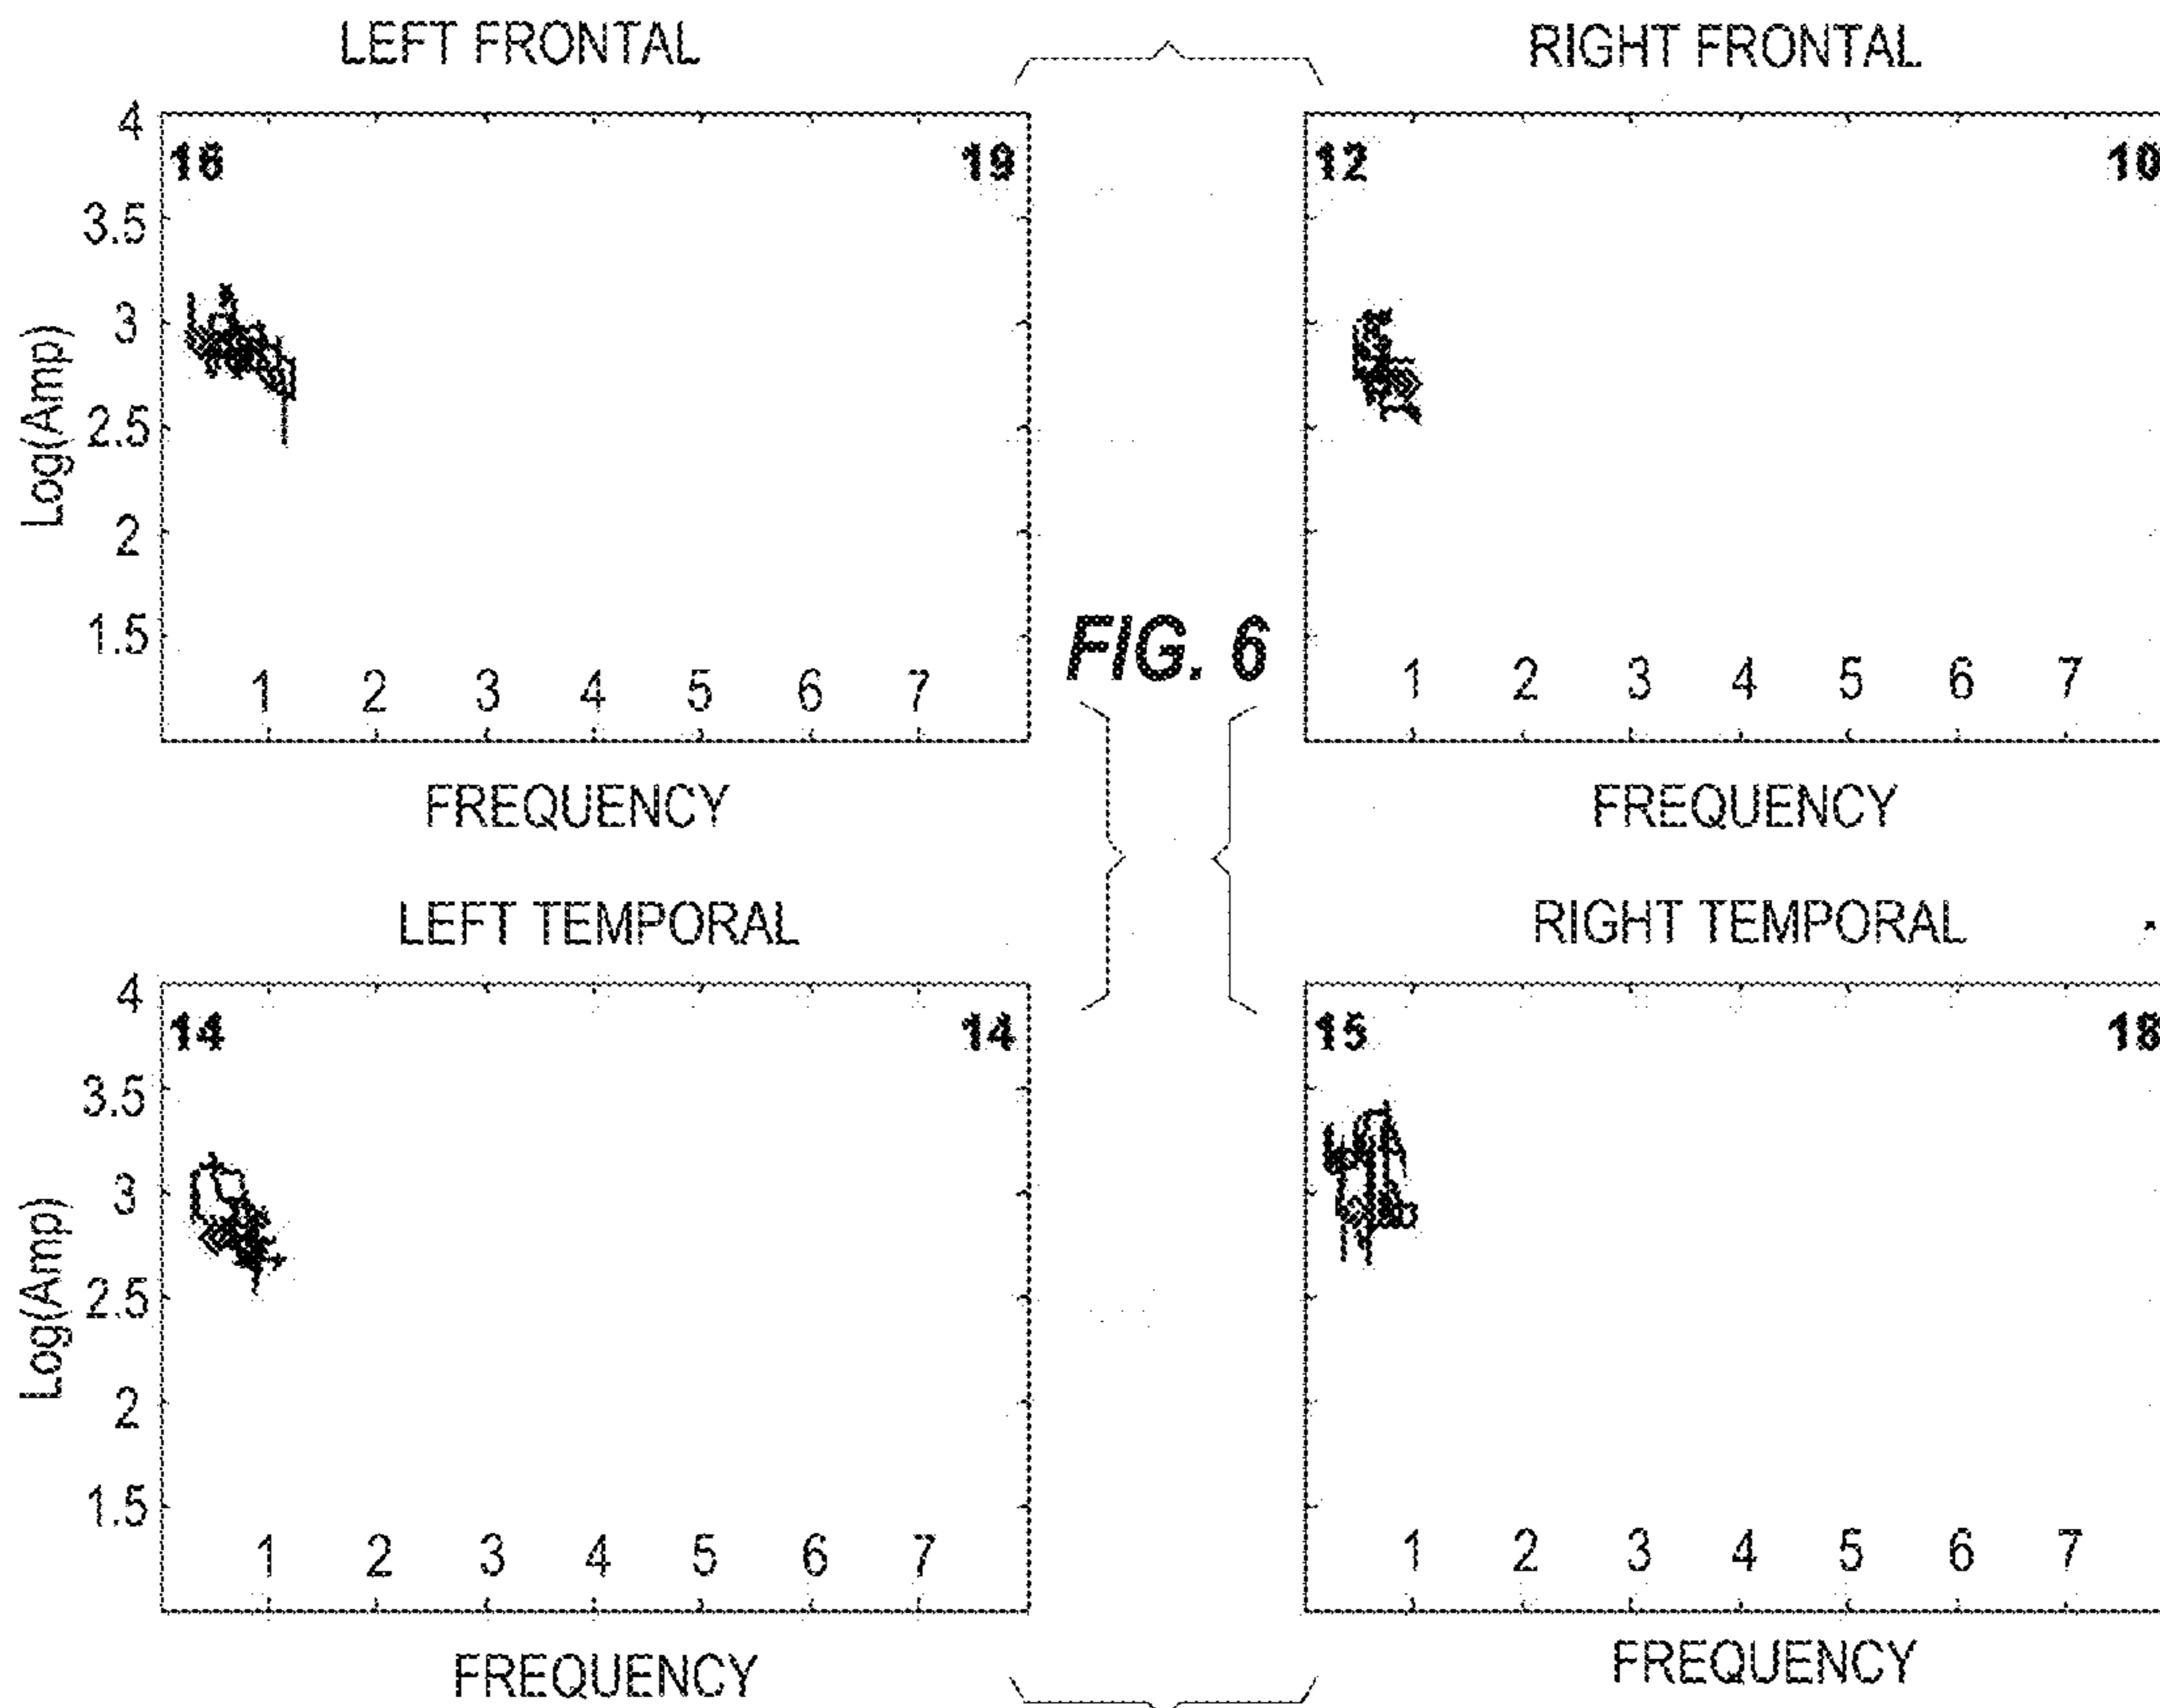 LEFT FRONTAL
RIGHT FRONTAL
4
16 19
12 10
3.5
3
2.5
2
1.5
Log(Amp)
1 2 3 4 5 6 7
FIG. 6
1 2 3 4 5 6 7
FREQUENCY
FREQUENCY
LEFT TEMPORAL
RIGHT TEMPORAL
4
14 14
15 18
3.5
3
2.5
2
1.5
Log(Amp)
1 2 3 4 5 6 7
1 2 3 4 5 6 7
FREQUENCY
FREQUENCY